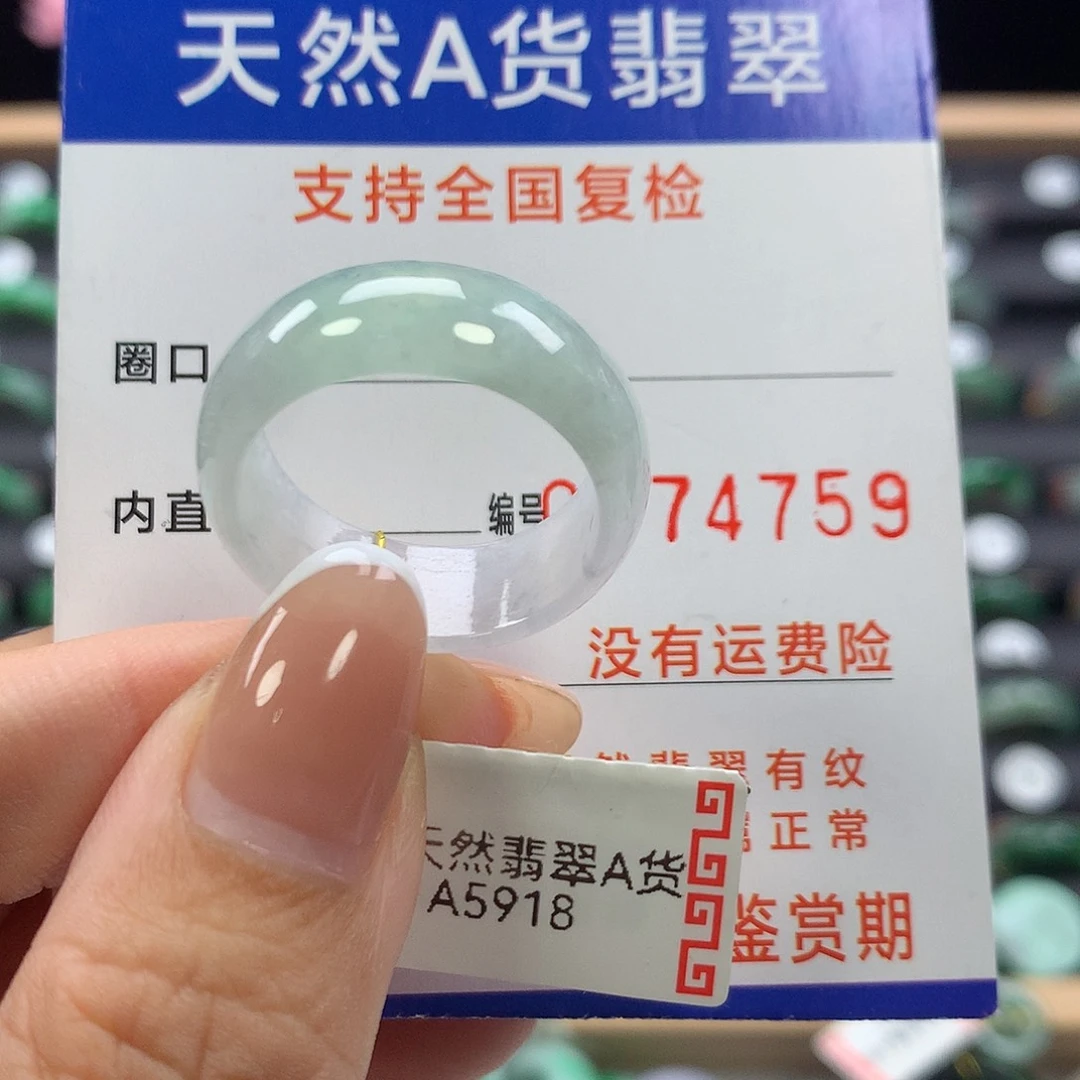 天然A货翡翠
支持全国复检
圈口
内直
编号 74759
没有运费险
翡翠有纹
正常
鉴赏期
天然翡翠A货
A5918